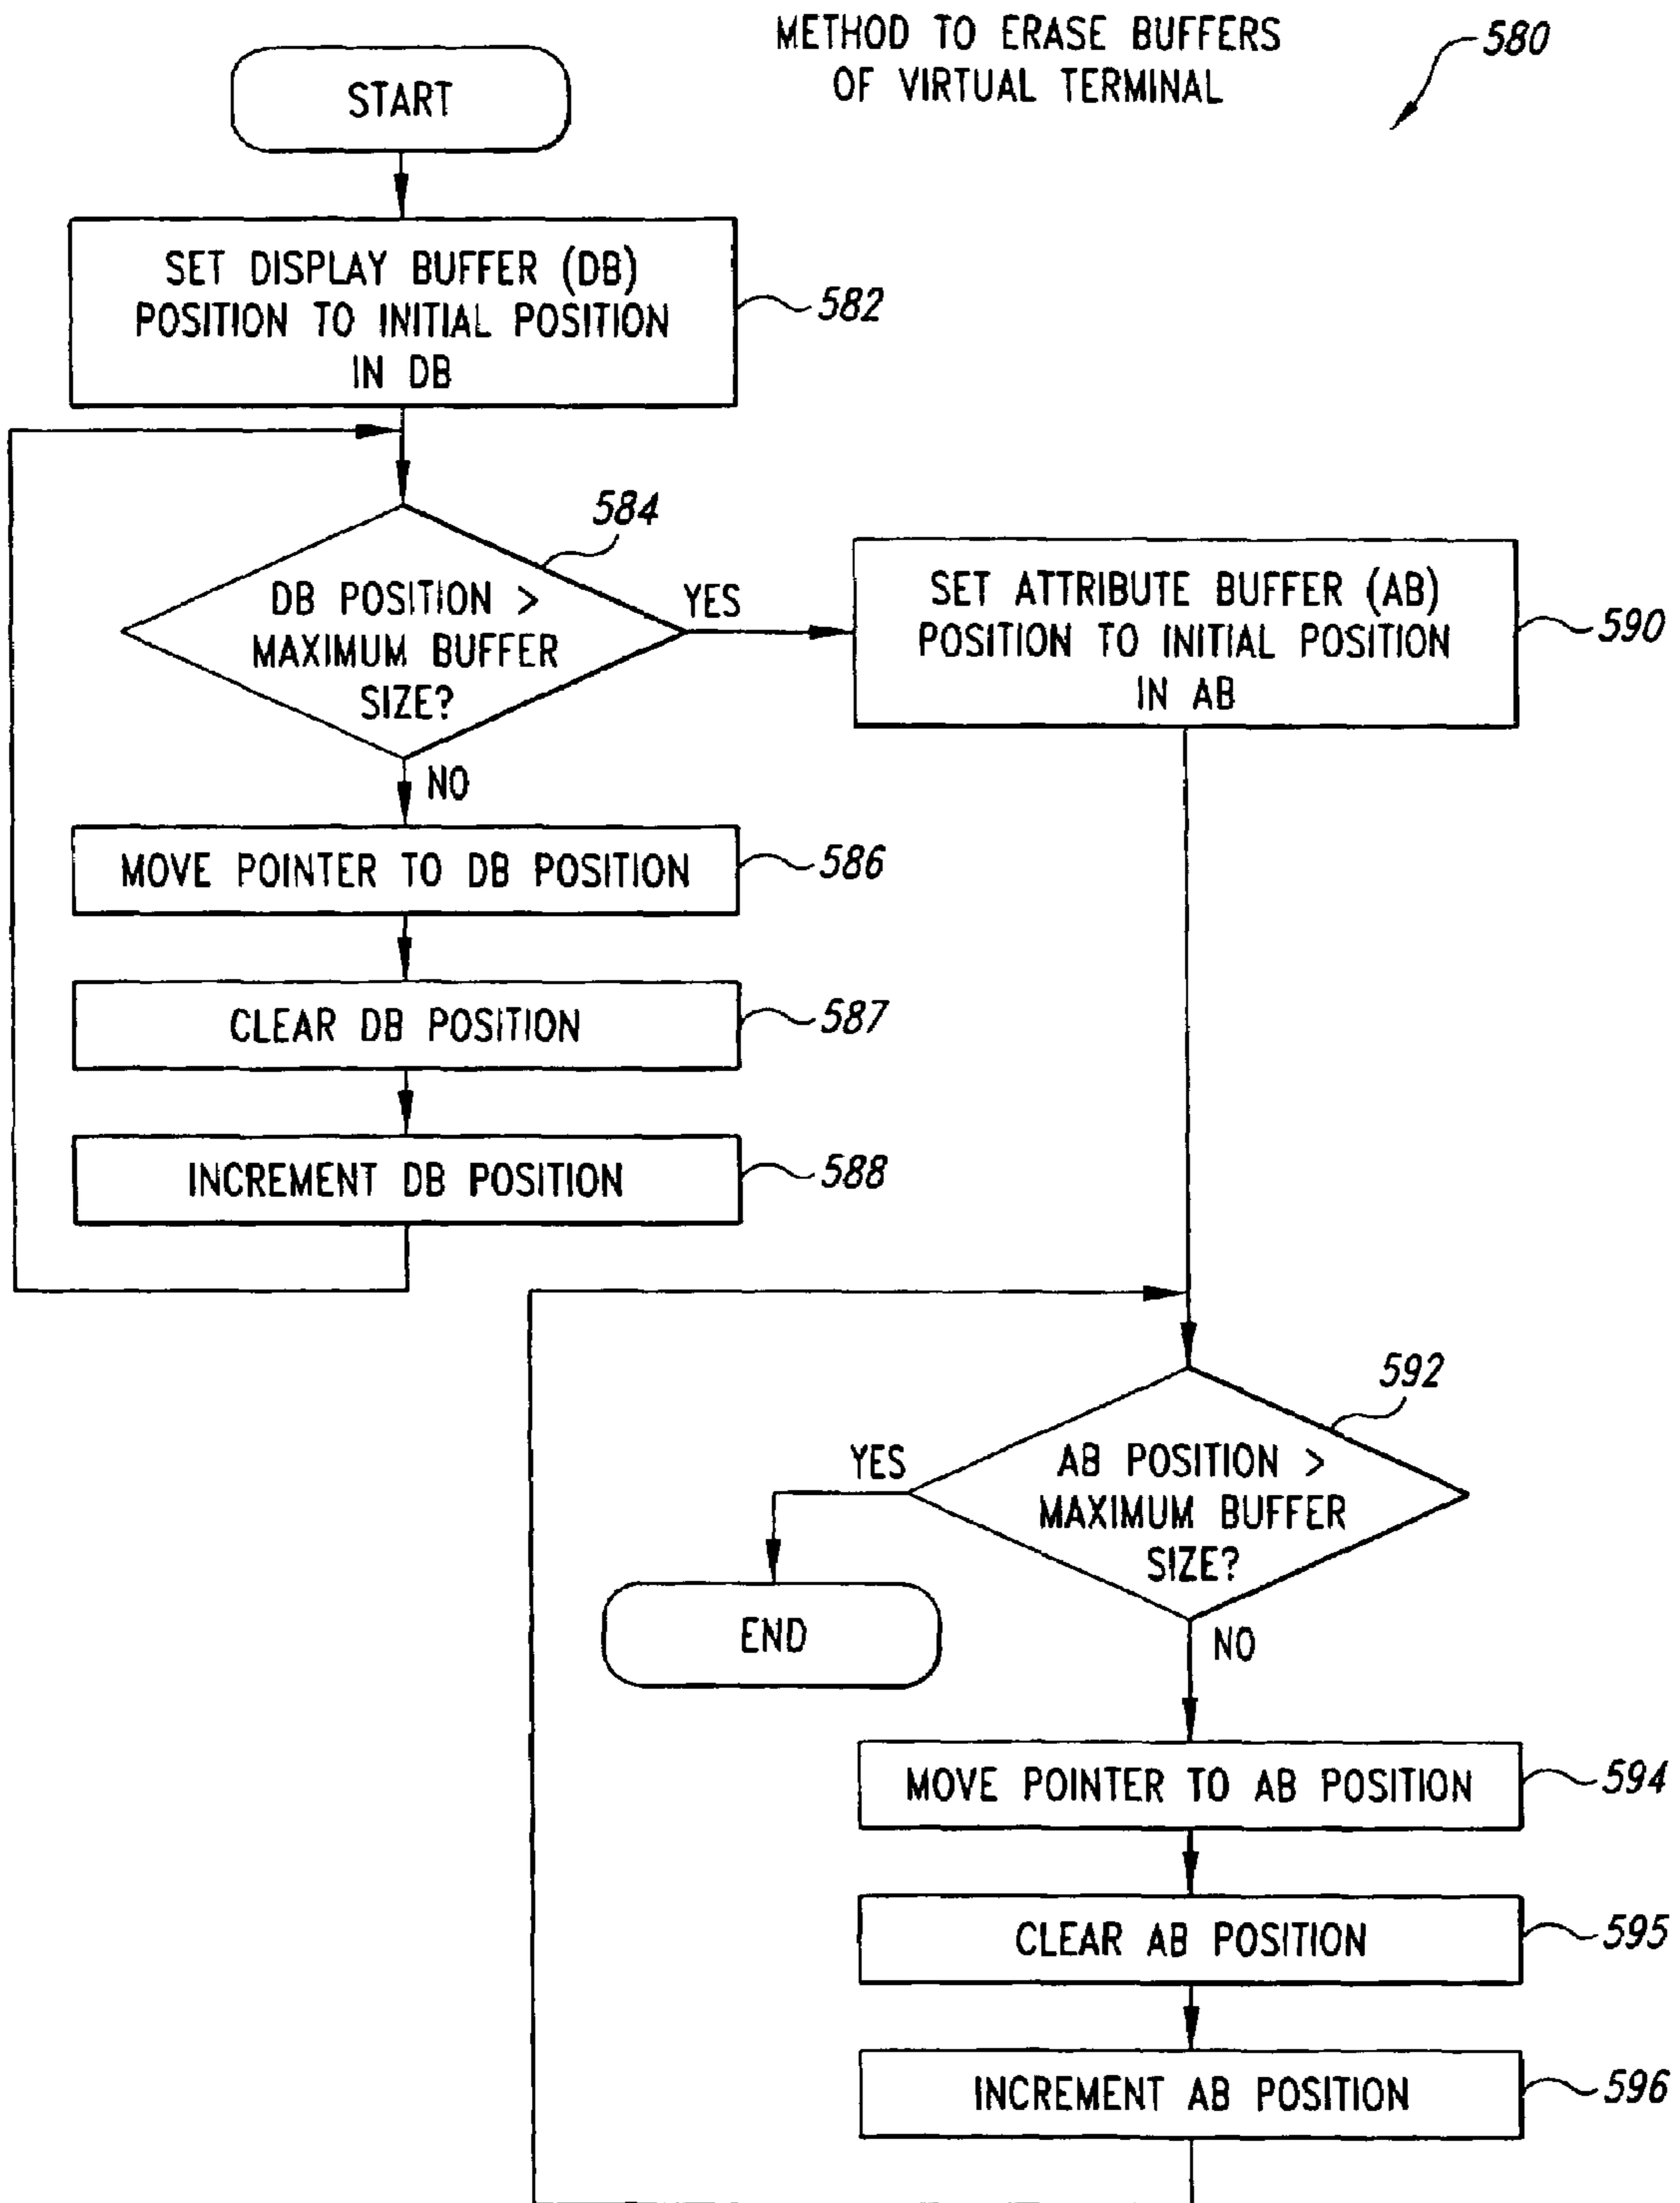 METHOD TO ERASE BUFFERS
OF VIRTUAL TERMINAL
580
START
SET DISPLAY BUFFER (DB)
POSITION TO INITIAL POSITION
IN DB
582
584
DB POSITION >
MAXIMUM BUFFER
SIZE?
YES
NO
SET ATTRIBUTE BUFFER (AB)
POSITION TO INITIAL POSITION
IN AB
590
MOVE POINTER TO DB POSITION
586
CLEAR DB POSITION
587
INCREMENT DB POSITION
588
592
AB POSITION >
MAXIMUM BUFFER
SIZE?
YES
END
NO
MOVE POINTER TO AB POSITION
594
CLEAR AB POSITION
595
INCREMENT AB POSITION
596